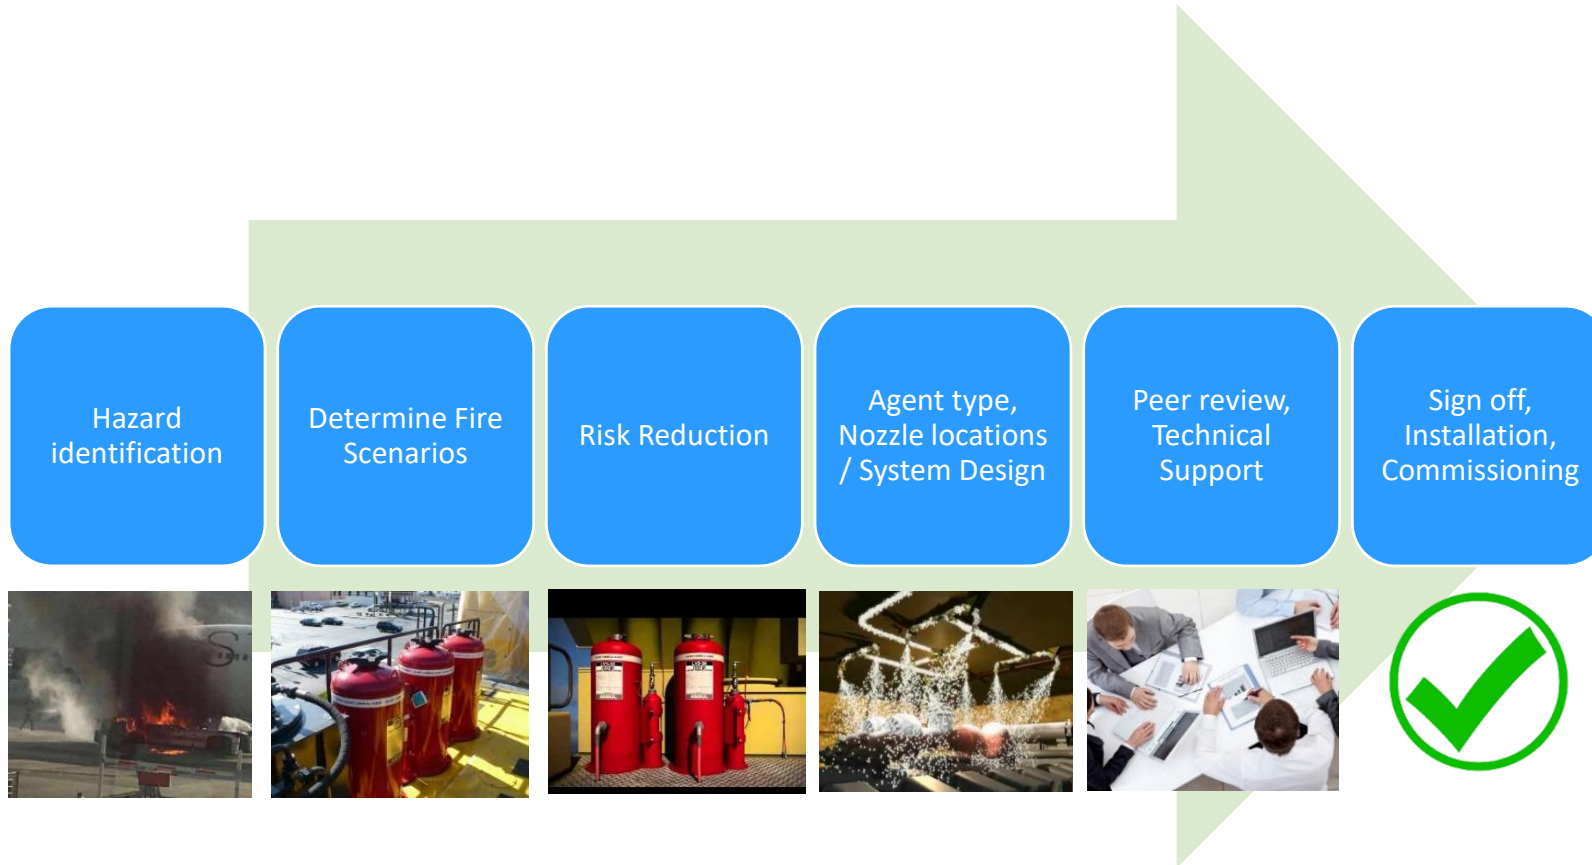 Hazard
identification
Determine Fire
Scenarios
Risk Reduction
Agent type,
Nozzle locations
/ System Design
Peer review,
Technical
Support
Sign off,
Installation,
Commissioning